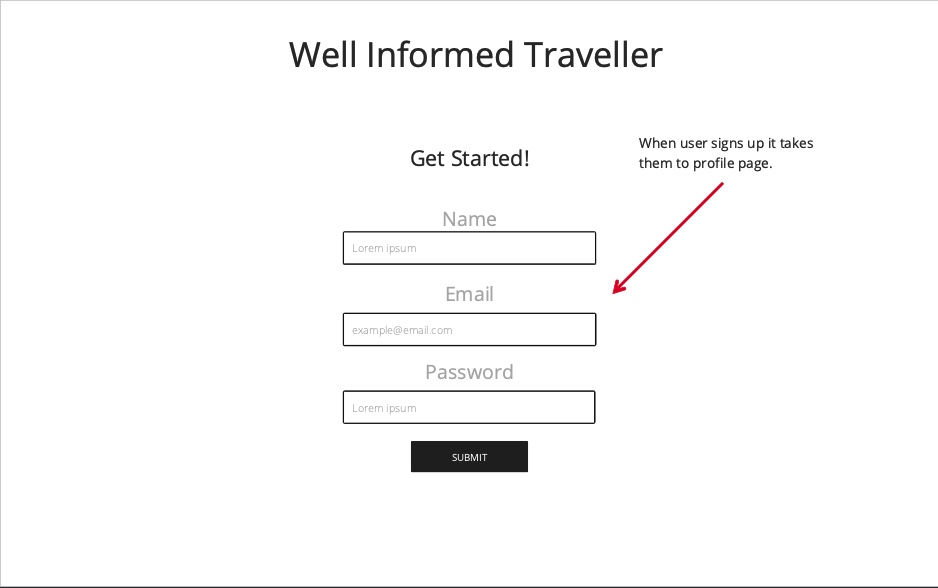 Well Informed Traveller
When user signs up it takes
them to profile page.
Get Started!
Name
Lorem ipsum
Email
example@email.com
Password
Lorem ipsum
SUBMIT